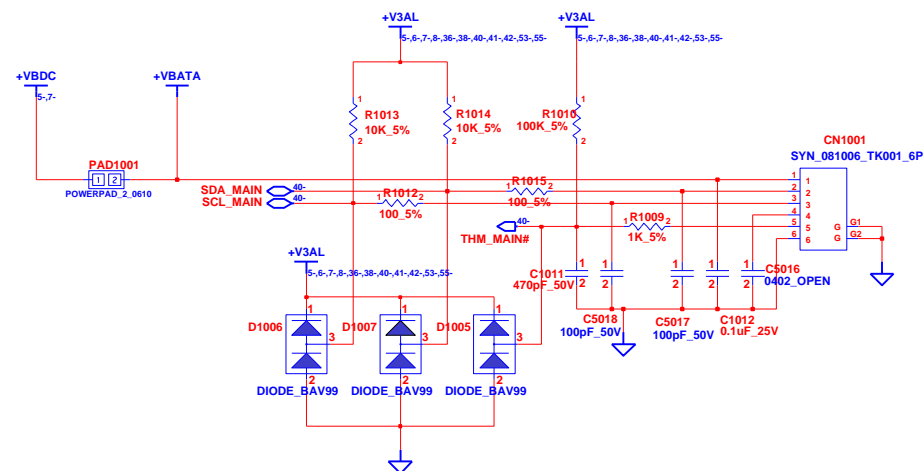 +V3AL
5-,6-,7-,8-,36-,38-,40-,41-,42-,53-,55-
+V3AL
5-,6-,7-,8-,36-,38-,40-,41-,42-,53-,55-
+VBDC
5-,7-
+VBATA
1
R1013
10K_5%
2
1
R1014
10K_5%
2
1
R1010
100K_5%
2
CN1001
SYN_081006_TK001_6P
PAD1001
1 2
POWERPAD_2_0610
SDA_MAIN
40-
SCL_MAIN
40-
R1012
1 2
100_5%
R1015
1 2
100_5%
1 1
2 2
3 3
4 4
5 5
6 6
G G1
G G2
THM_MAIN#
40-
R1009
1 2
1K_5%
+V3AL
5-,6-,7-,8-,36-,38-,40-,41-,42-,53-,55-
C1011
470pF_50V
1
2
1
2
C5018
100pF_50V
1
2
C5017
100pF_50V
1
2
C1012
0.1uF_25V
1
2
C5016
0402_OPEN
D1006
1
3
2
DIODE_BAV99
D1007
1
3
2
DIODE_BAV99
D1005
1
3
2
DIODE_BAV99